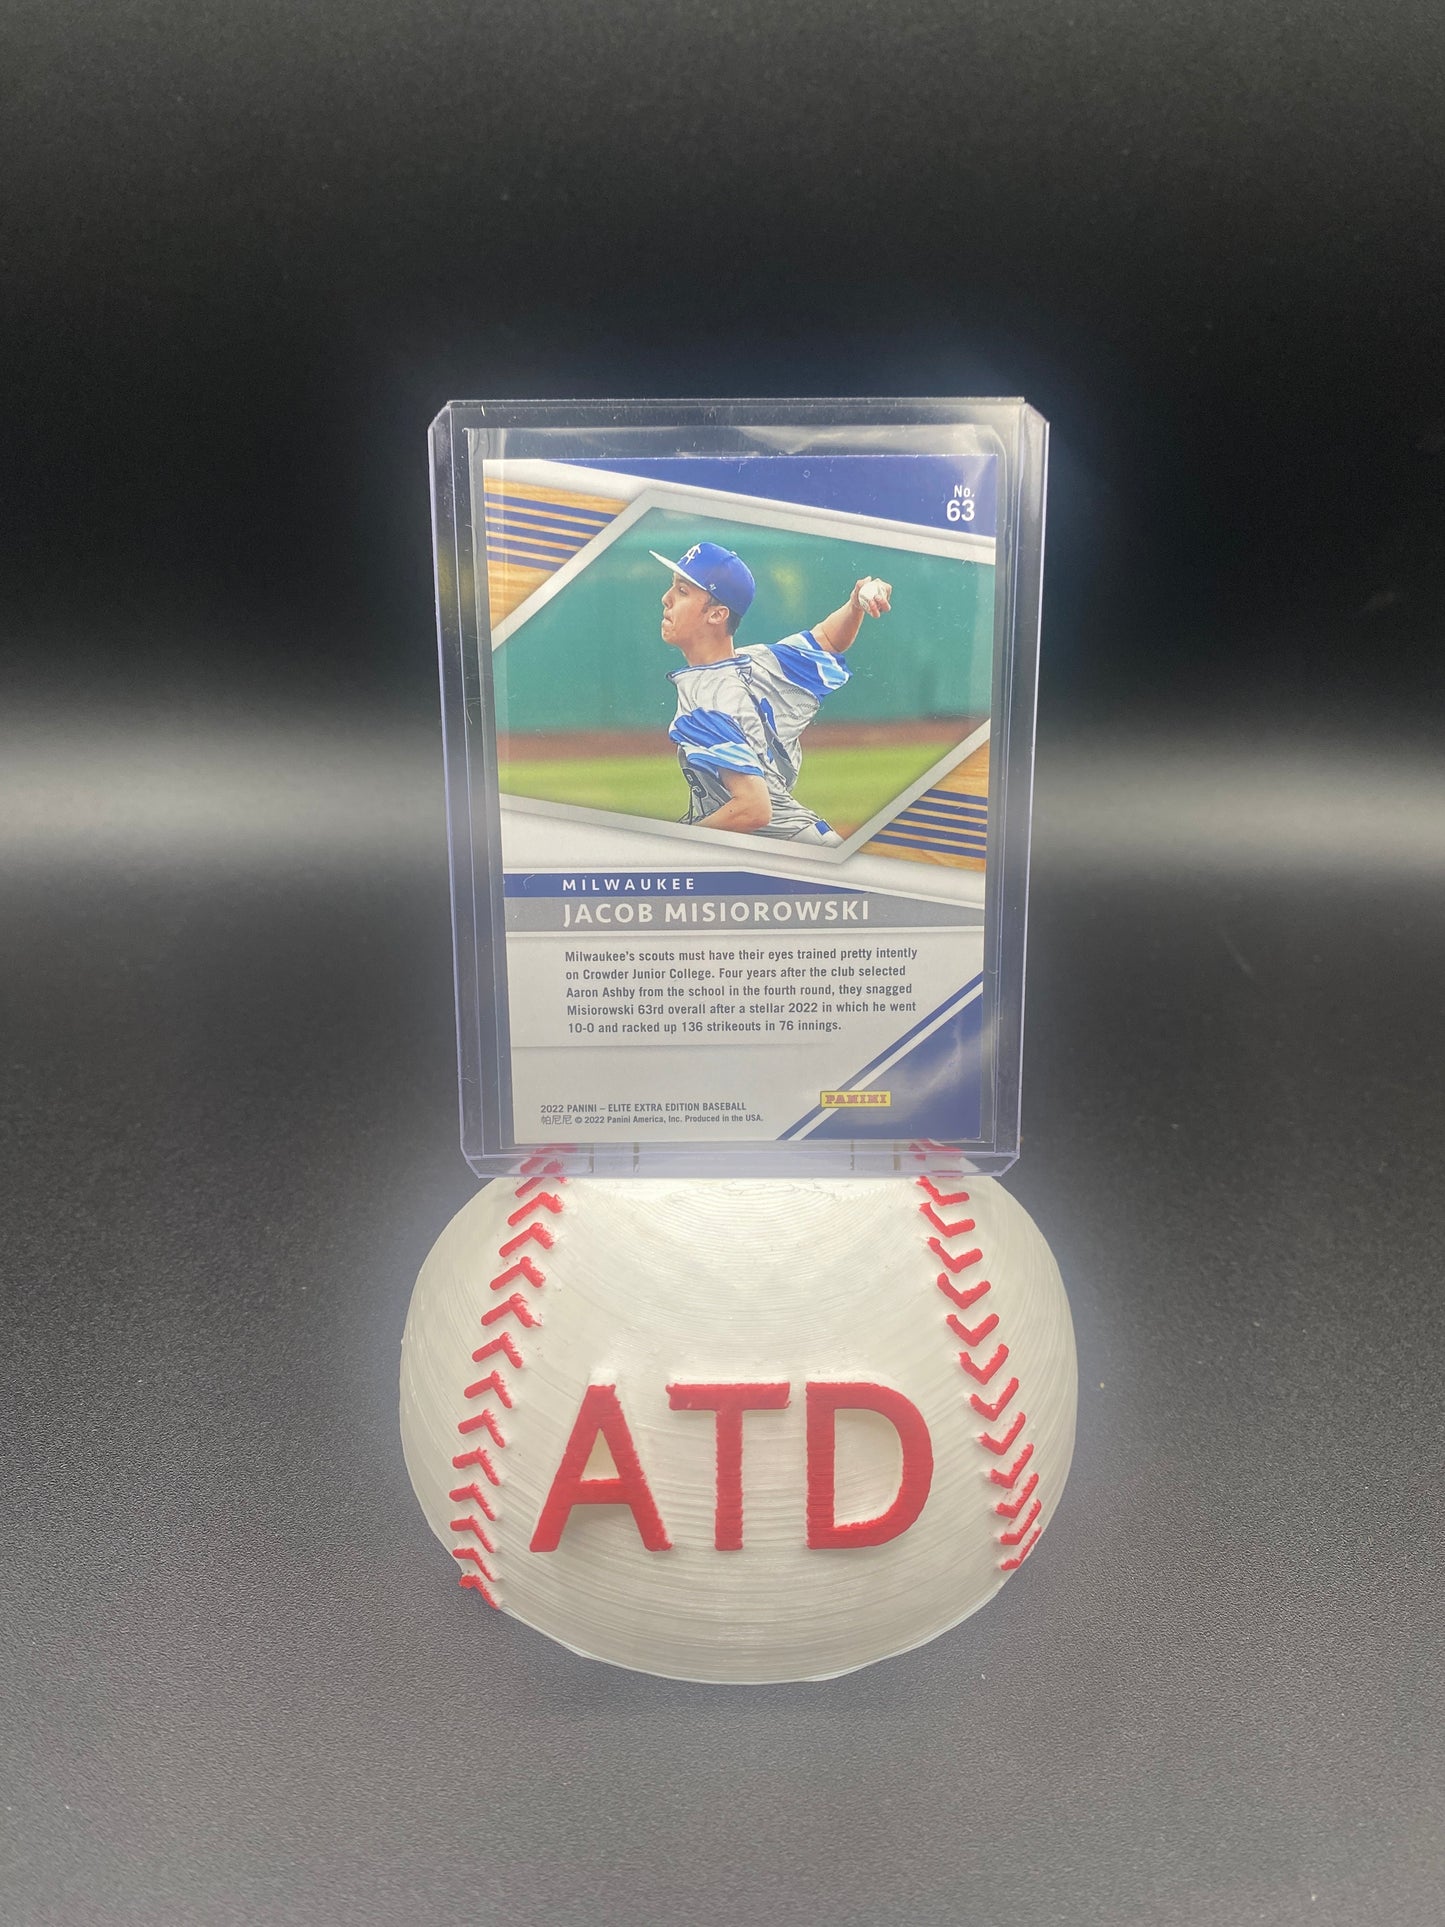 No.
63
MILWAUKEE
JACOB MISIOROWSKI
Milwaukee's scouts must have their eyes trained pretty intently
on Crowder Junior College. Four years after the club selected
Aaron Ashby from the school in the fourth round, they snagged
Misiorowski 63rd overall after a stellar 2022 in which he went
10-0 and racked up 136 strikeouts in 76 innings.
PANINI
2022 PANINI – ELITE EXTRA EDITION BASEBALL
帕尼尼 © 2022 Panini America, Inc. Produced in the USA.
ATD